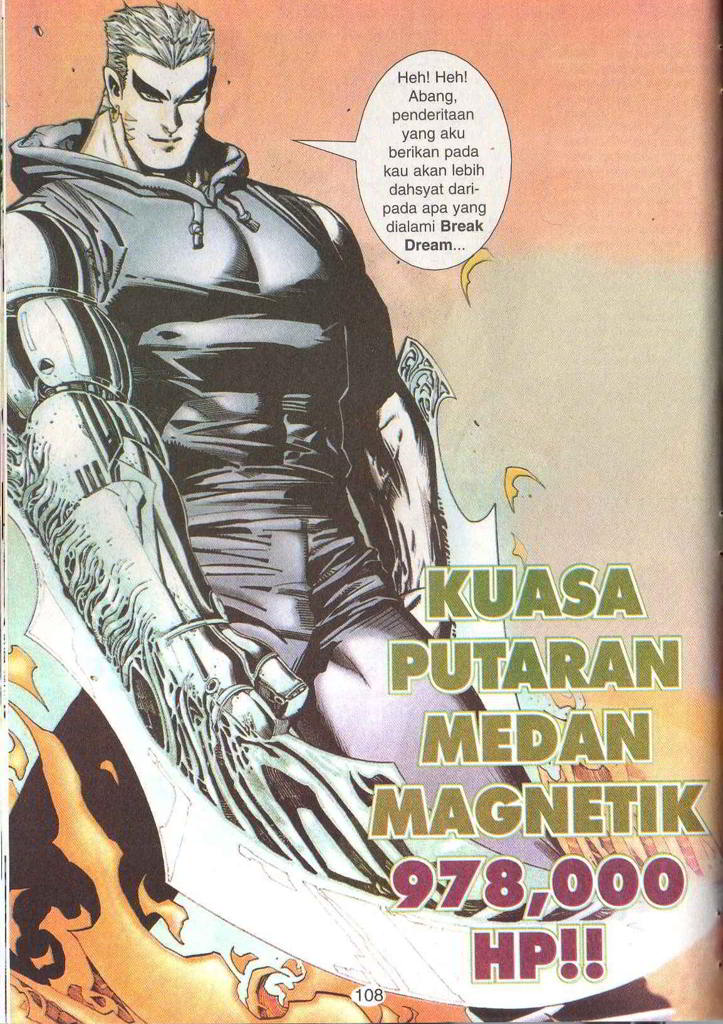 Heh! Heh!
Abang,
penderitaan
yang aku
berikan pada
kau akan lebih
dahsyat dari-
pada apa yang
dialami Break
Dream...
KUASA
PUTARAN
MEDAN
MAGNETIK
978,000
HP!!
108